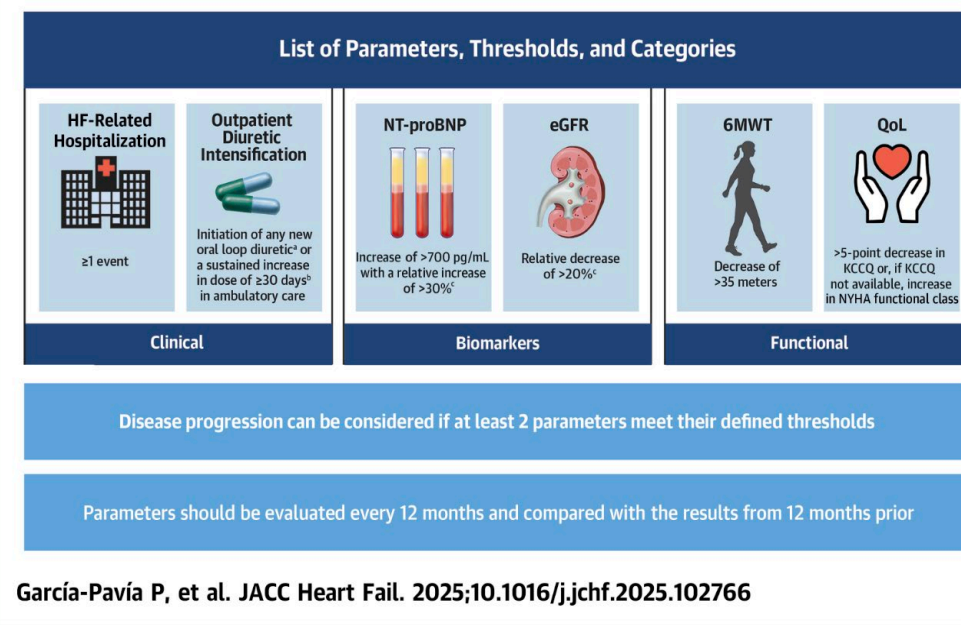 List of Parameters, Thresholds, and Categories
HF-Related
Hospitalization
≥1 event
Outpatient
Diuretic
Intensification
Initiation of any new
oral loop diureticᵃ or
a sustained increase
in dose of ≥30 daysᵇ
in ambulatory care
Clinical
NT-proBNP
Increase of >700 pg/mL
with a relative increase
of >30%ᶜ
eGFR
Relative decrease
of >20%ᶜ
Biomarkers
6MWT
Decrease of
>35 meters
QoL
>5-point decrease in
KCCQ or, if KCCQ
not available, increase
in NYHA functional class
Functional
Disease progression can be considered if at least 2 parameters meet their defined thresholds
Parameters should be evaluated every 12 months and compared with the results from 12 months prior
García-Pavía P, et al. JACC Heart Fail. 2025;10.1016/j.jchf.2025.102766